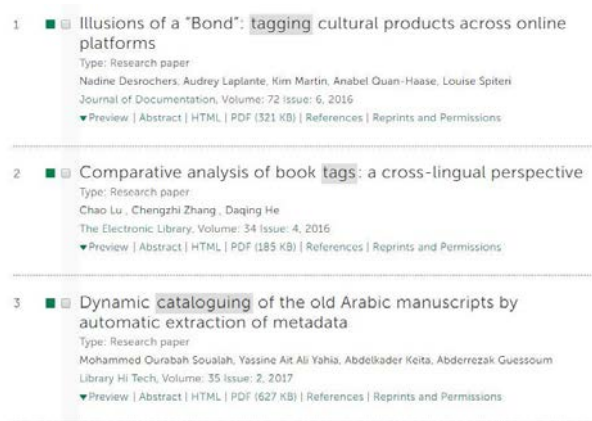 1 Illusions of a "Bond": tagging cultural products across online
platforms
Type: Research paper
Nadine Desrochers, Audrey Laplante, Kim Martin, Anabel Quan-Haase, Louise Spiteri
Journal of Documentation, Volume: 72 Issue: 6, 2016
▼Preview | Abstract | HTML | PDF (321 KB) | References | Reprints and Permissions
2 Comparative analysis of book tags: a cross-lingual perspective
Type: Research paper
Chao Lu , Chengzhi Zhang , Daqing He
The Electronic Library, Volume: 34 Issue: 4, 2016
▼Preview | Abstract | HTML | PDF (185 KB) | References | Reprints and Permissions
3 Dynamic cataloguing of the old Arabic manuscripts by
automatic extraction of metadata
Type: Research paper
Mohammed Ourabah Soualah, Yassine Ait Ali Yahia, Abdelkader Keita, Abderrezak Guessoum
Library Hi Tech, Volume: 35 Issue: 2, 2017
▼Preview | Abstract | HTML | PDF (627 KB) | References | Reprints and Permissions